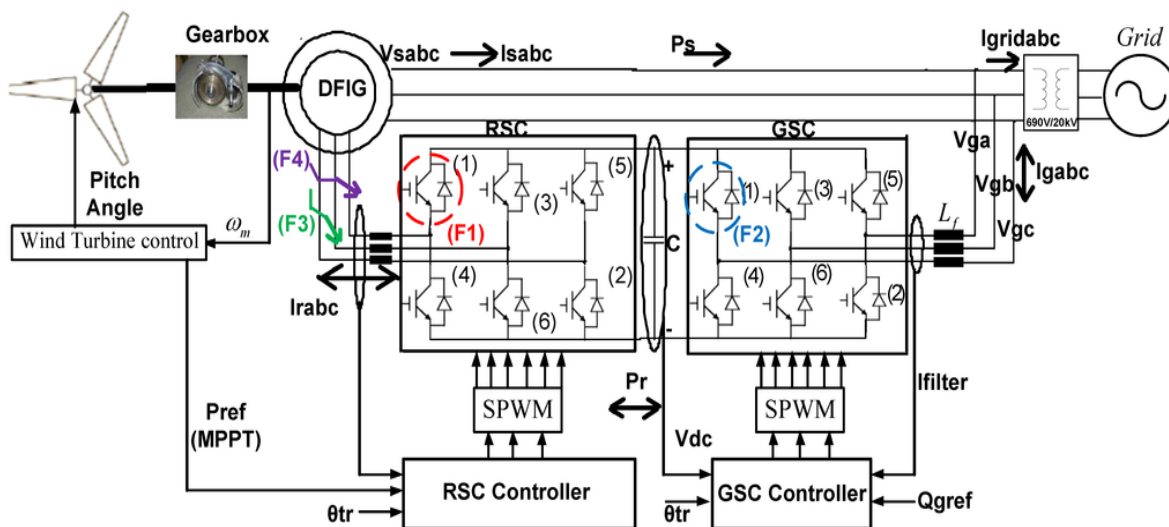 Gearbox
Vsabc
Isabc
Ps
Igridabc
Grid
DFIG
690V/20kV
RSC
GSC
(F4)
(1)
(3)
(5)
+
(1)
(3)
(5)
Vga
Igabc
Vgb
Vgc
Pitch
Angle
ωm
(F3)
(F1)
C
(F2)
Lf
Wind Turbine control
(4)
(6)
(2)
-
(4)
(6)
(2)
Irabc
Pref
(MPPT)
SPWM
Pr
SPWM
Ifilter
Vdc
RSC Controller
GSC Controller
Qgref
θtr
θtr